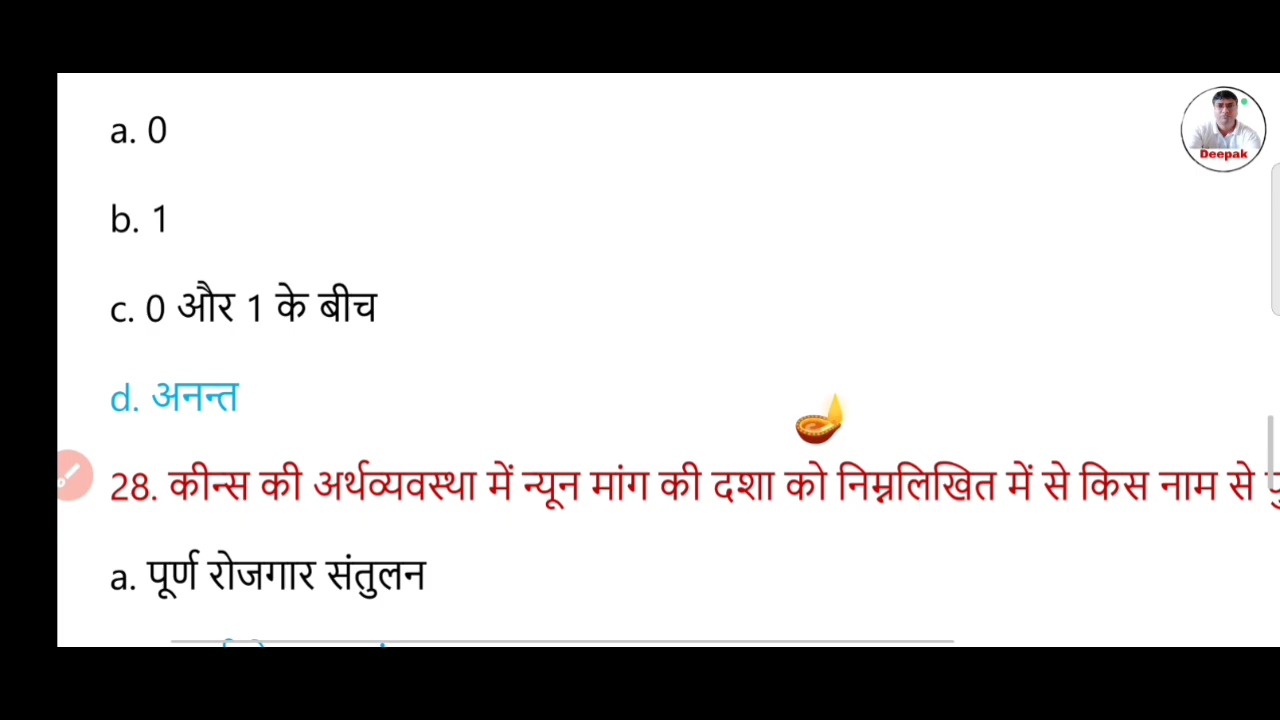 a. 0
Deepak
b. 1
c. 0 और 1 के बीच
d. अनन्त
28. कीन्स की अर्थव्यवस्था में न्यून मांग की दशा को निम्नलिखित में से किस नाम से
a. पूर्ण रोजगार संतुलन